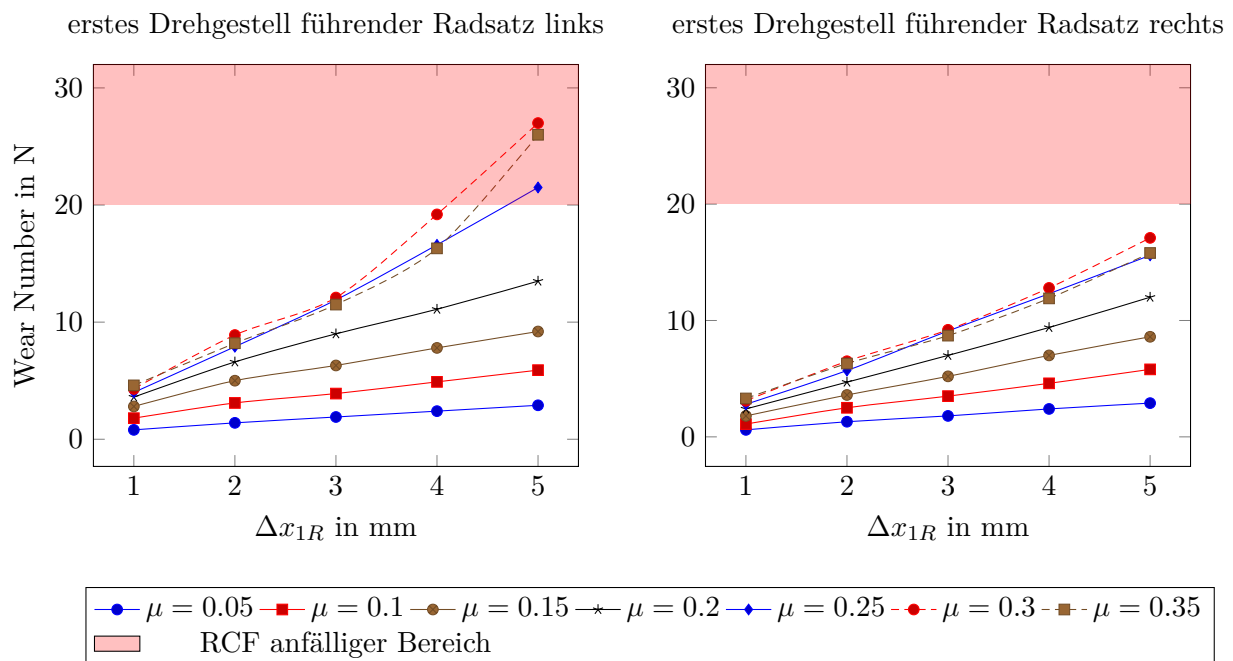 erstes Drehgestell führender Radsatz links
erstes Drehgestell führender Radsatz rechts
Wear Number in N
30
20
10
0
1 2 3 4 5
Δx1R in mm
30
20
10
0
1 2 3 4 5
Δx1R in mm
μ = 0.05 μ = 0.1 μ = 0.15 μ = 0.2 μ = 0.25 μ = 0.3 μ = 0.35
RCF anfälliger Bereich